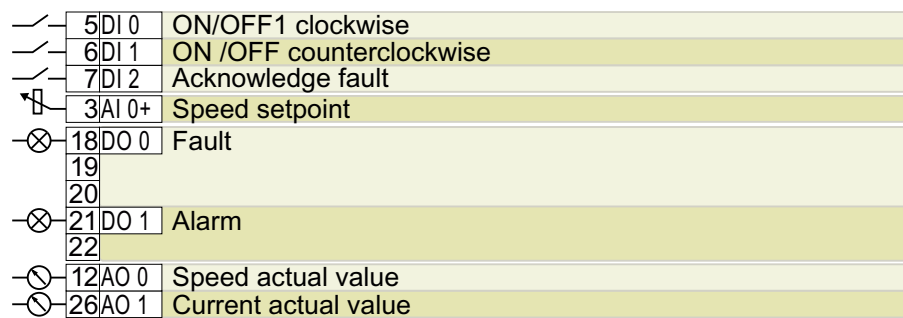 5 DI 0 ON/OFF1 clockwise
6 DI 1 ON /OFF counterclockwise
7 DI 2 Acknowledge fault
3 AI 0+ Speed setpoint
18 DO 0 Fault
19
20
21 DO 1 Alarm
22
12 AO 0 Speed actual value
26 AO 1 Current actual value